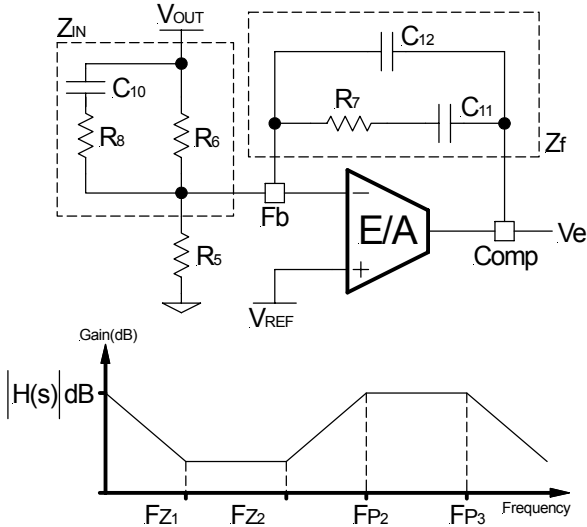 ZIN
VOUT
C10
R8
R6
C12
R7
C11
Zf
Fb
E/A
Ve
Comp
R5
VREF
Gain(dB)
|H(s)|dB
FZ1
FZ2
FP2
FP3
Frequency